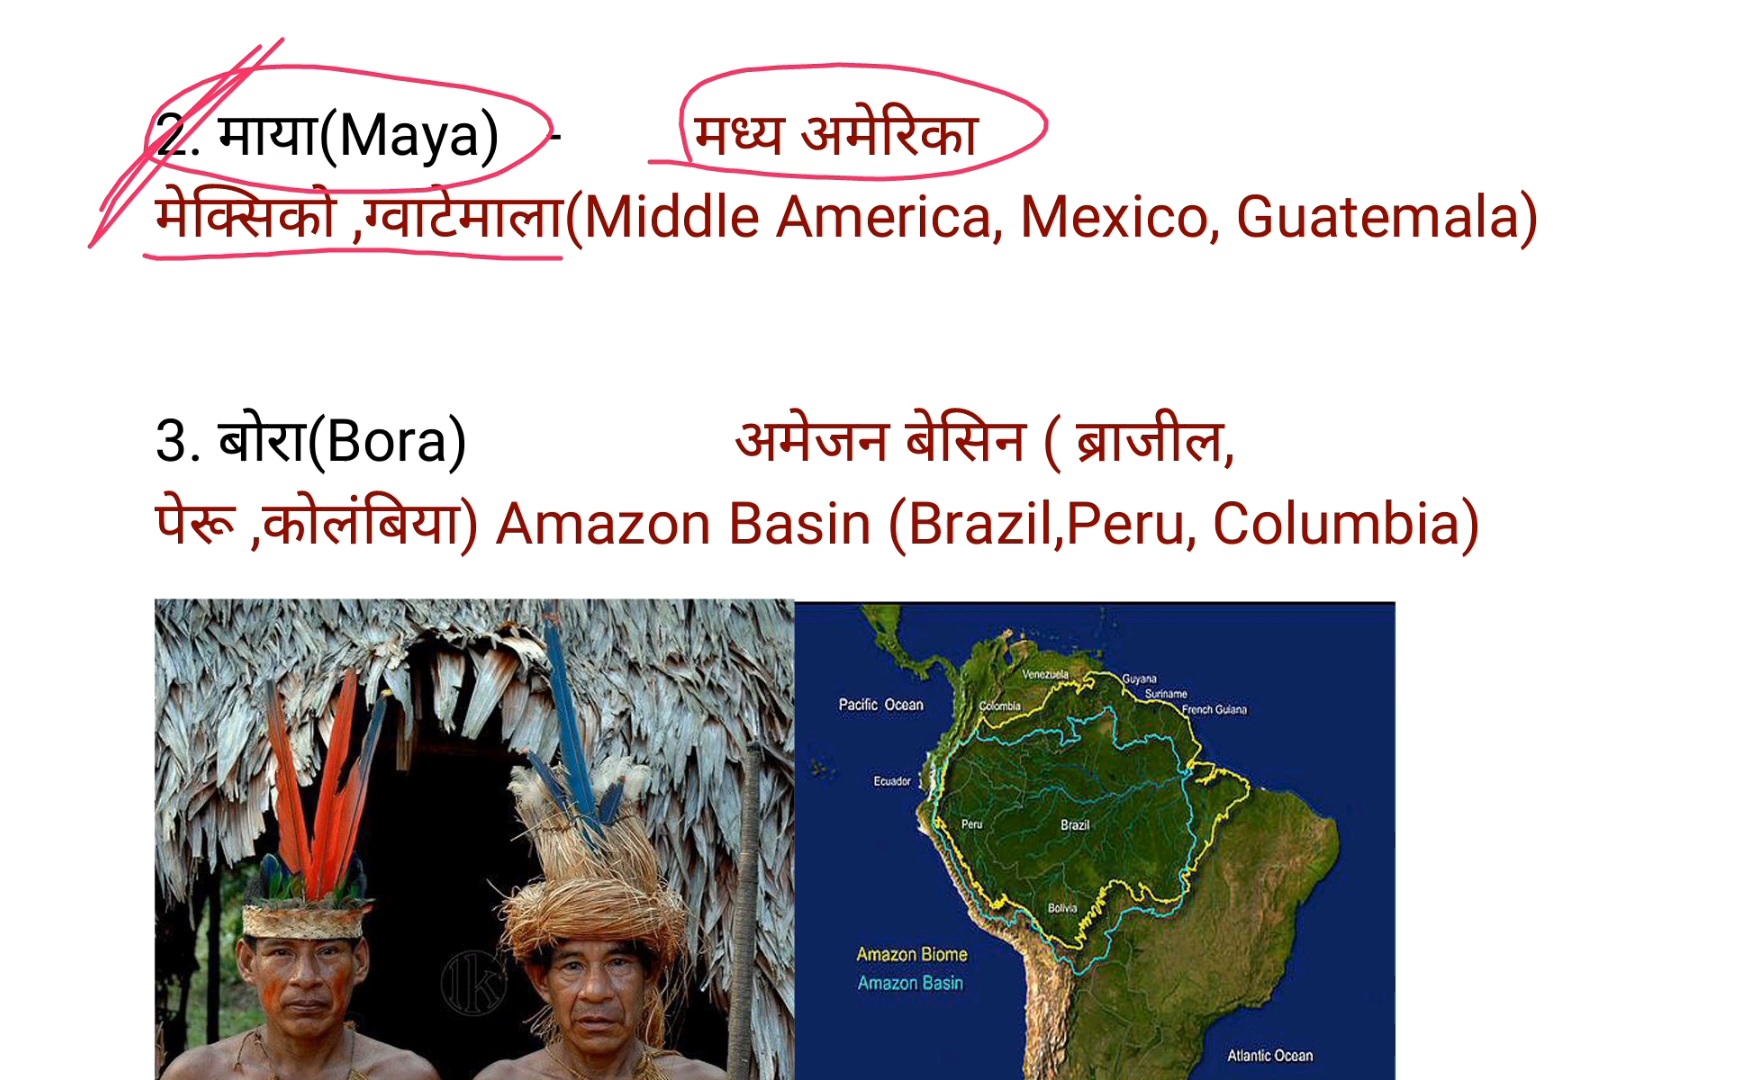 2. माया(Maya) - मध्य अमेरिका
मेक्सिको ,ग्वाटेमाला(Middle America, Mexico, Guatemala)
3. बोरा(Bora) अमेजन बेसिन ( ब्राजील,
पेरू ,कोलंबिया) Amazon Basin (Brazil,Peru, Columbia)
Venezuela
Guyana
Suriname
Pacific Ocean
Colombia
French Guiana
Ecuador
Peru
Brazil
Bolivia
Amazon Biome
Amazon Basin
Atlantic Ocean
lk